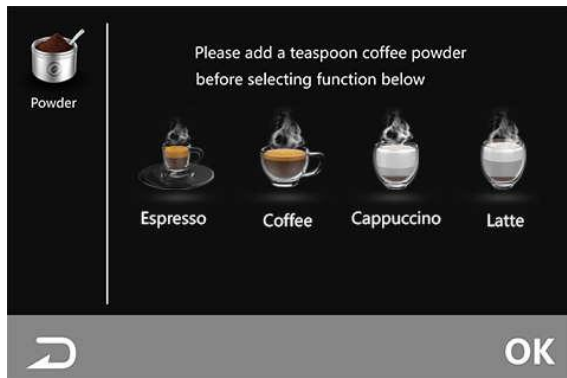 Please add a teaspoon coffee powder
before selecting function below
Powder
Espresso
Coffee
Cappuccino
Latte
OK